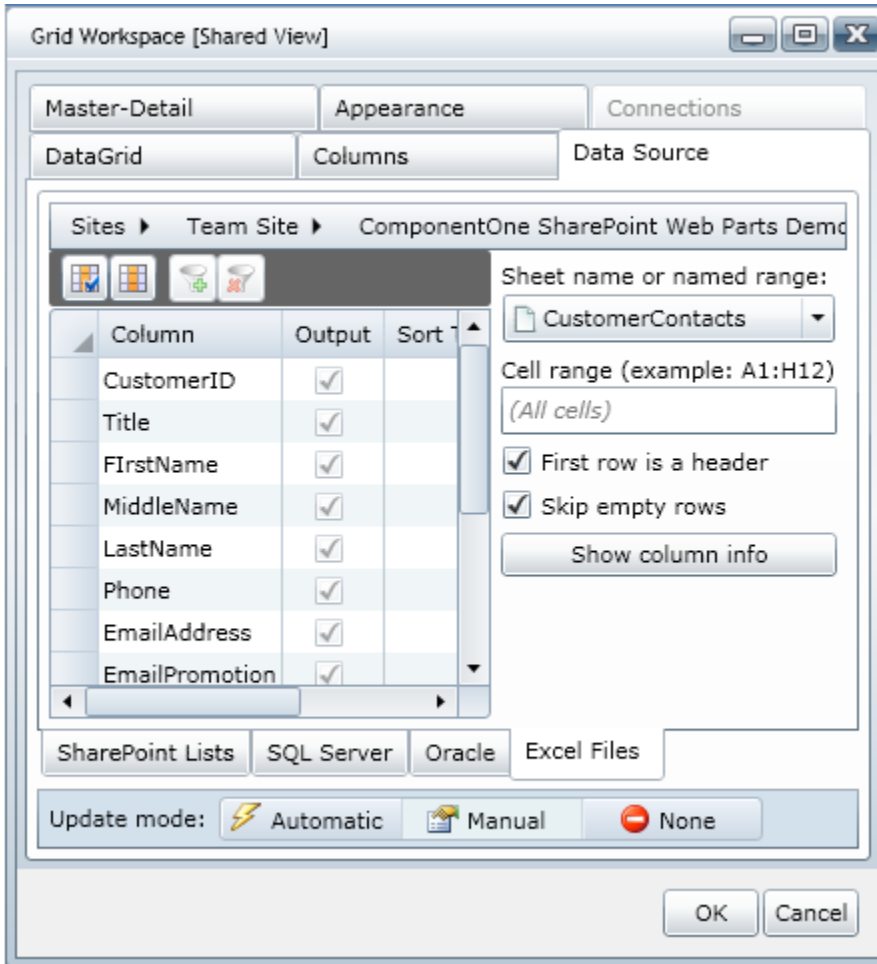 Grid Workspace [Shared View]
Master-Detail Appearance Connections
DataGrid Columns Data Source
Sites Team Site ComponentOne SharePoint Web Parts Demo
Sheet name or named range:
CustomerContacts
Column Output Sort
Cell range (example: A1:H12)
(All cells)
CustomerID
Title
FIrstName
First row is a header
MiddleName
Skip empty rows
LastName
Show column info
Phone
EmailAddress
EmailPromotion
SharePoint Lists SQL Server Oracle Excel Files
Update mode: Automatic Manual None
OK Cancel